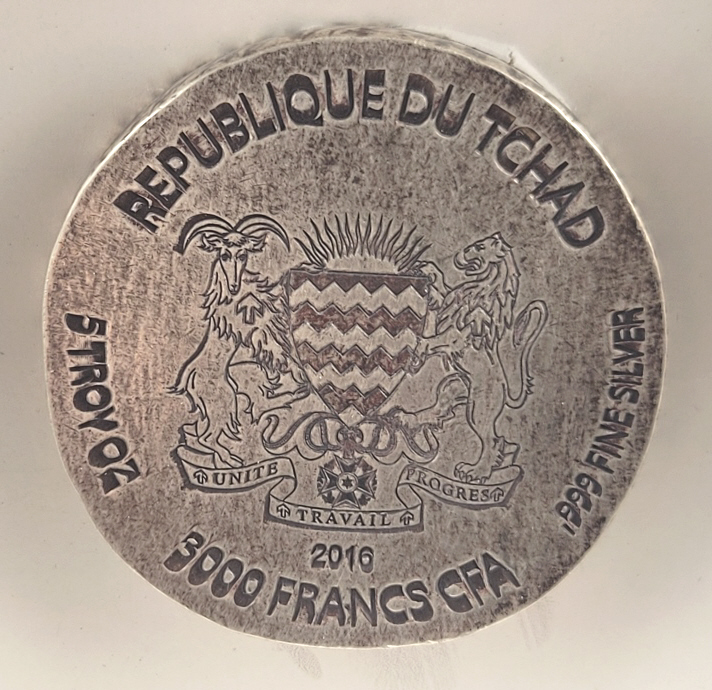 REPUBLIQUE DU TCHAD
5 TROY OZ
.999 FINE SILVER
UNITE
TRAVAIL
PROGRES
2016
3000 FRANCS CFA